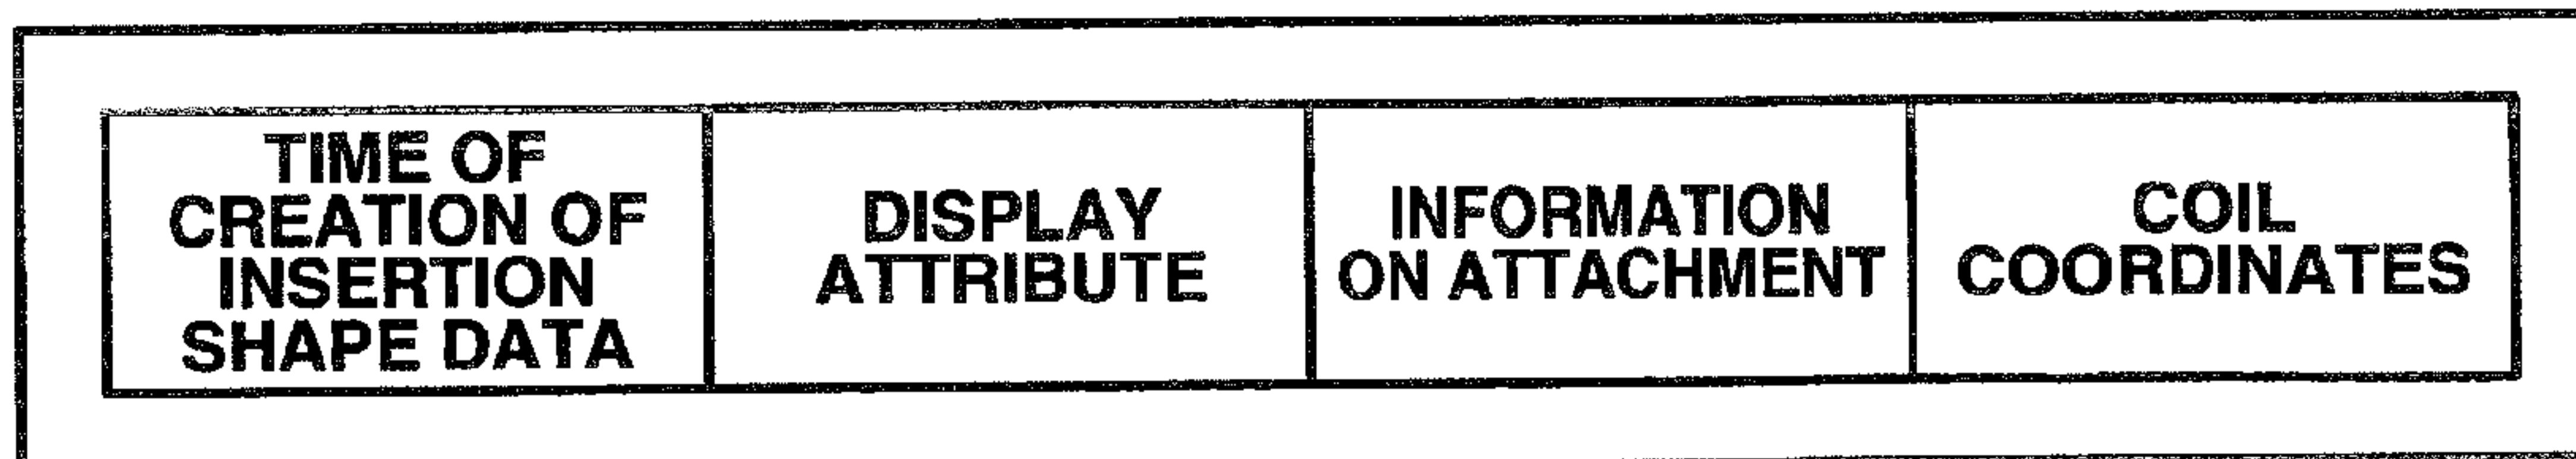 TIME OF
CREATION OF
INSERTION
SHAPE DATA
DISPLAY
ATTRIBUTE
INFORMATION
ON ATTACHMENT
COIL
COORDINATES